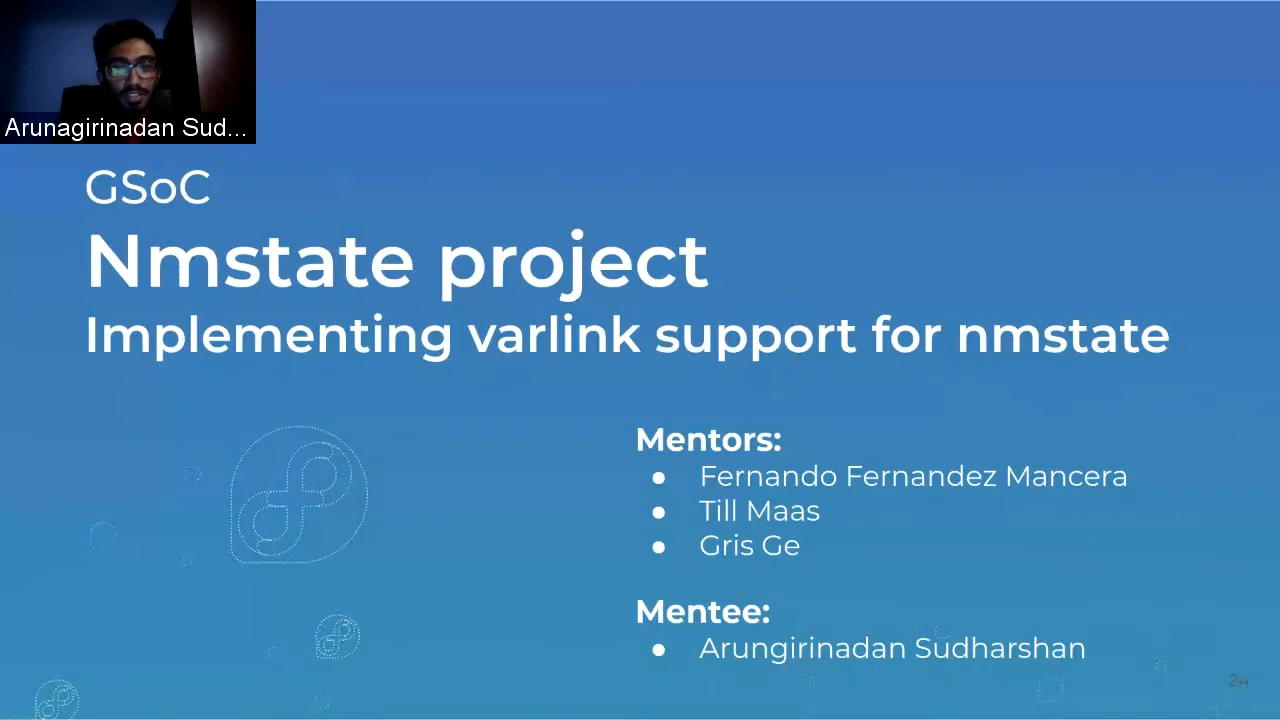 Arunagirinadan Sud...
GSoC
Nmstate project
Implementing varlink support for nmstate
Mentors:
● Fernando Fernandez Mancera
● Till Maas
● Gris Ge
Mentee:
● Arungirinadan Sudharshan